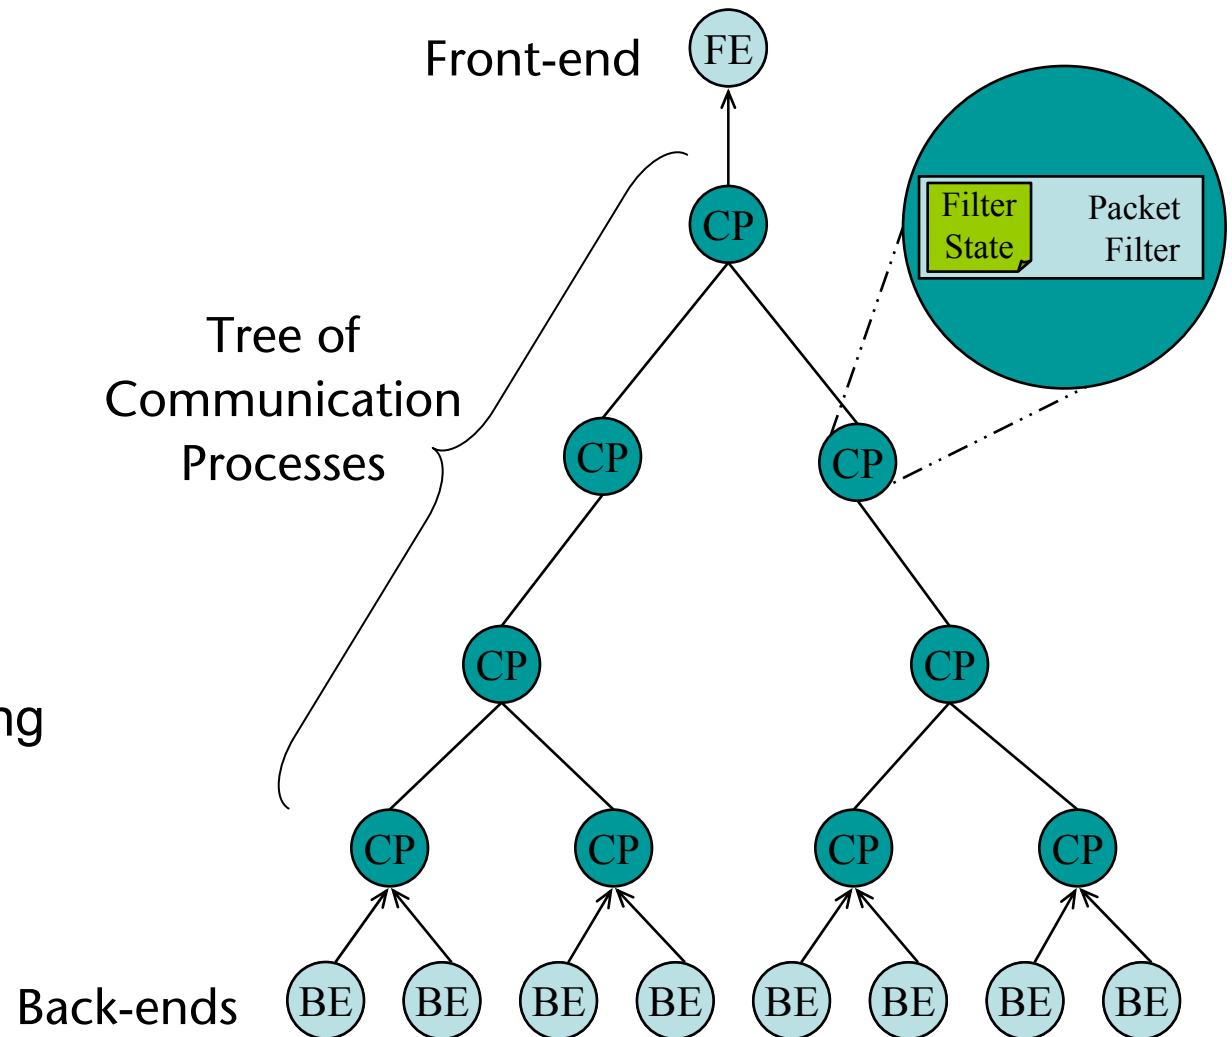 Front-end
FE
CP
Filter
State
Packet
Filter
Tree of
Communication
Processes
CP
CP
CP
CP
ng
CP
CP
CP
CP
Back-ends
BE
BE
BE
BE
BE
BE
BE
BE